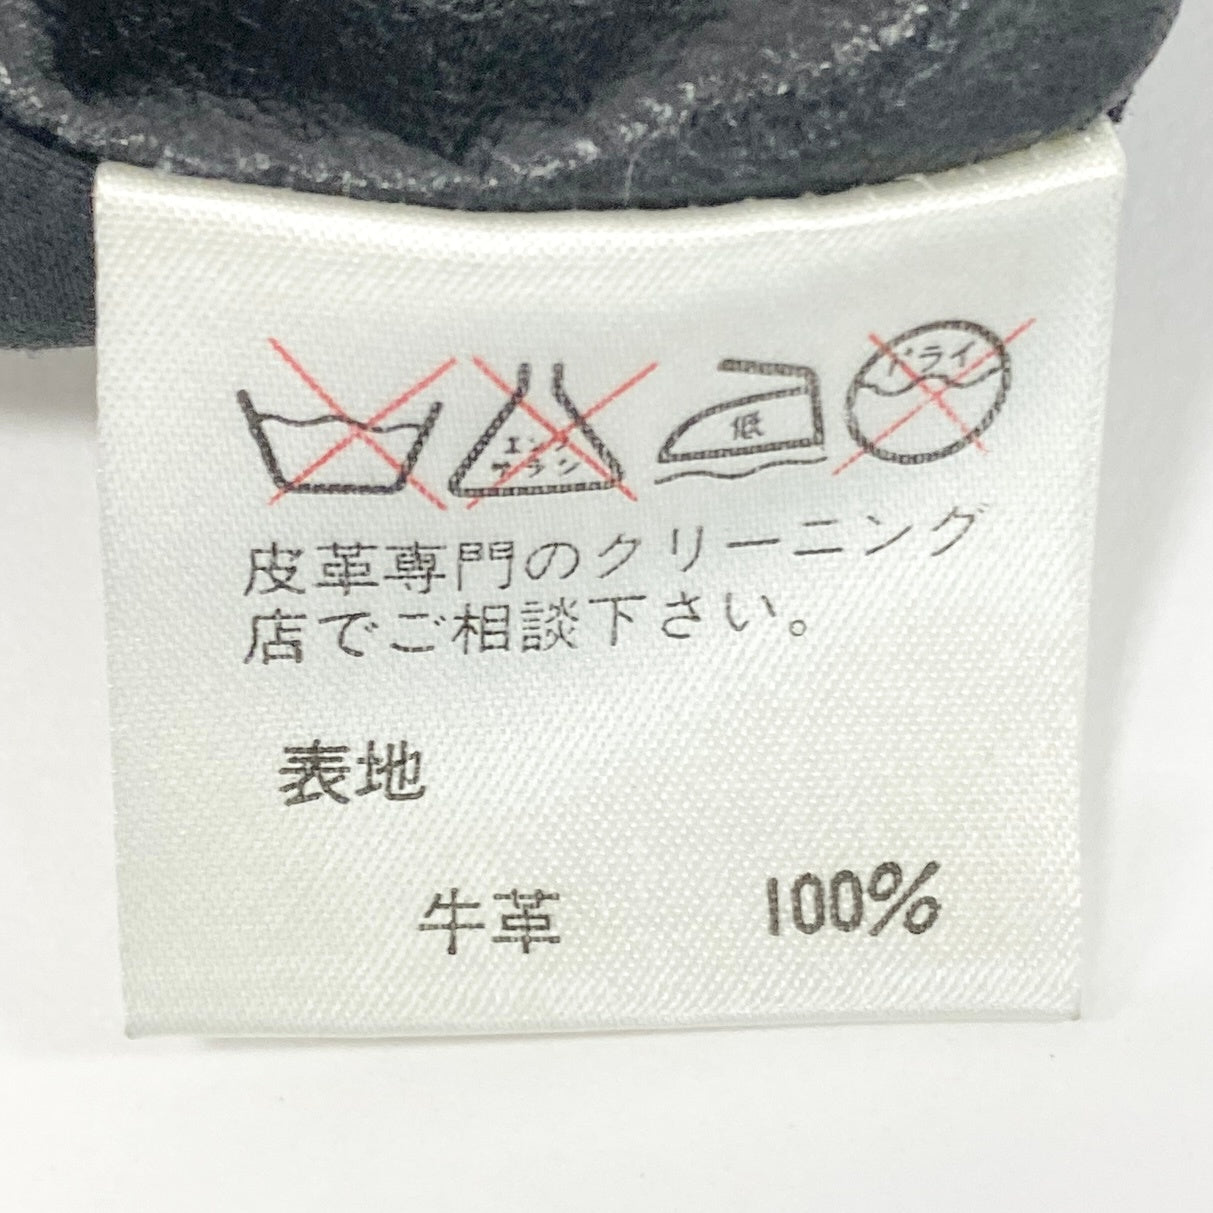 エンソ サラシ 低 ドライ
皮革専門のクリーニング
店でご相談下さい。
表地
牛革 100%